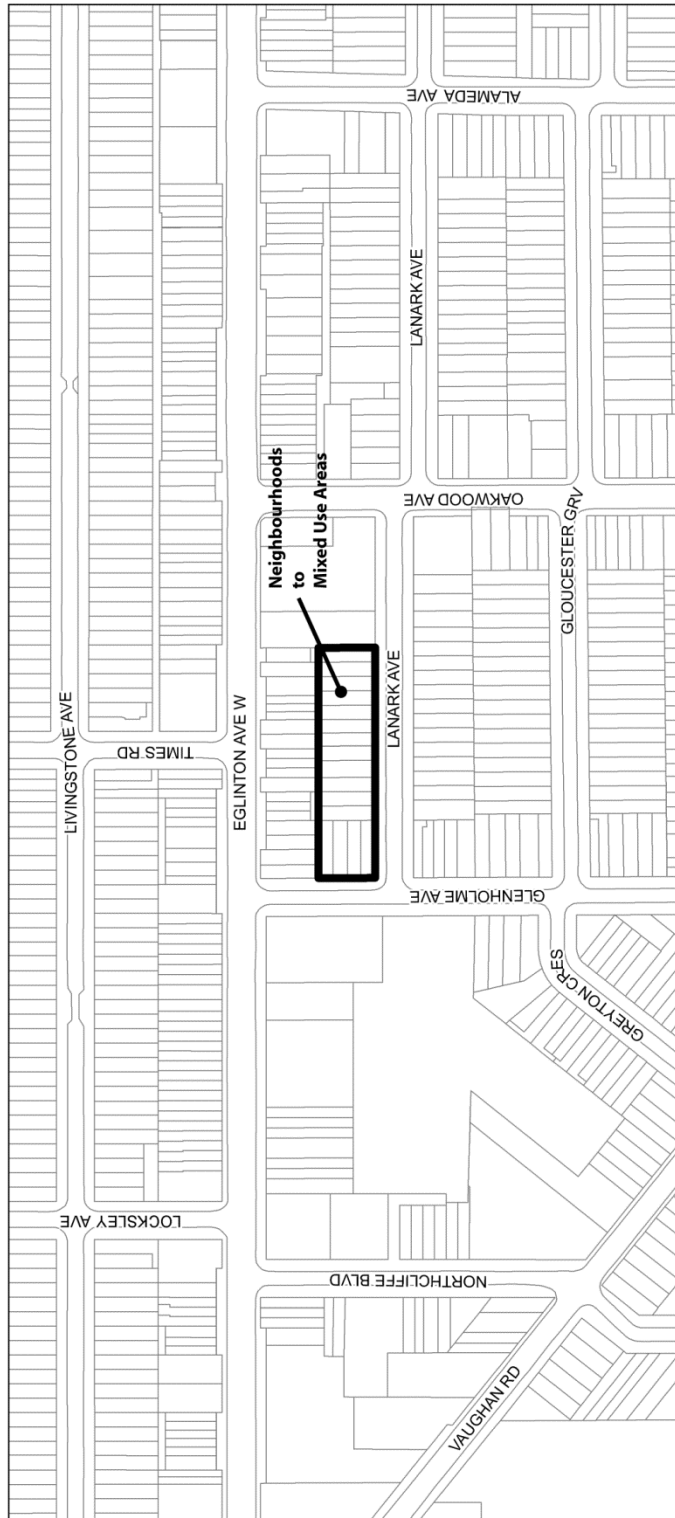 ALAMEDA AVE
LANARK AVE
Neighbourhoods
to
Mixed Use Areas
OAKWOOD AVE
GLOUCESTER GRV
LIVINGSTONE AVE
TIMES RD
EGLINTON AVE W
LANARK AVE
GLENHOLME AVE
GREYTON CRES
LOCKSLEY AVE
NORTHCLIFFE BLVD
VAUGHAN RD